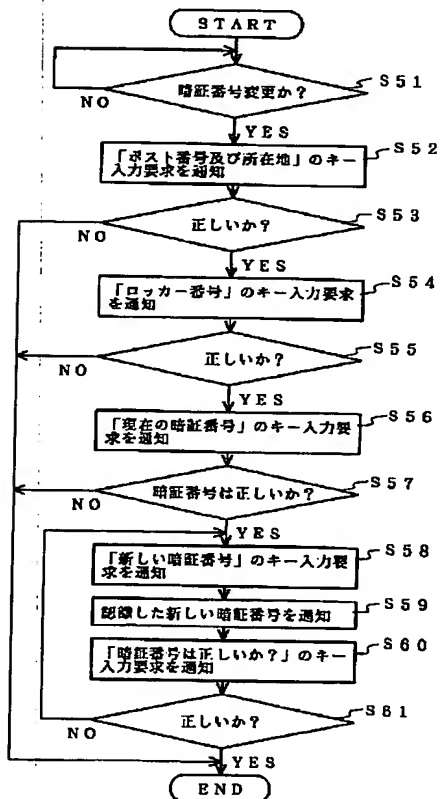 START
暗証番号変更か？
S51
NO
YES
「ポスト番号及び所在地」のキー
入力要求を通知
S52
正しいか？
S53
NO
YES
「ロッカー番号」のキー入力要求
を通知
S54
正しいか？
S55
NO
YES
「現在の暗証番号」のキー入力要
求を通知
S56
暗証番号は正しいか？
S57
NO
YES
「新しい暗証番号」のキー入力要
求を通知
S58
認識した新しい暗証番号を通知
S59
「暗証番号は正しいか？」のキー
入力要求を通知
S60
正しいか？
S61
NO
YES
END